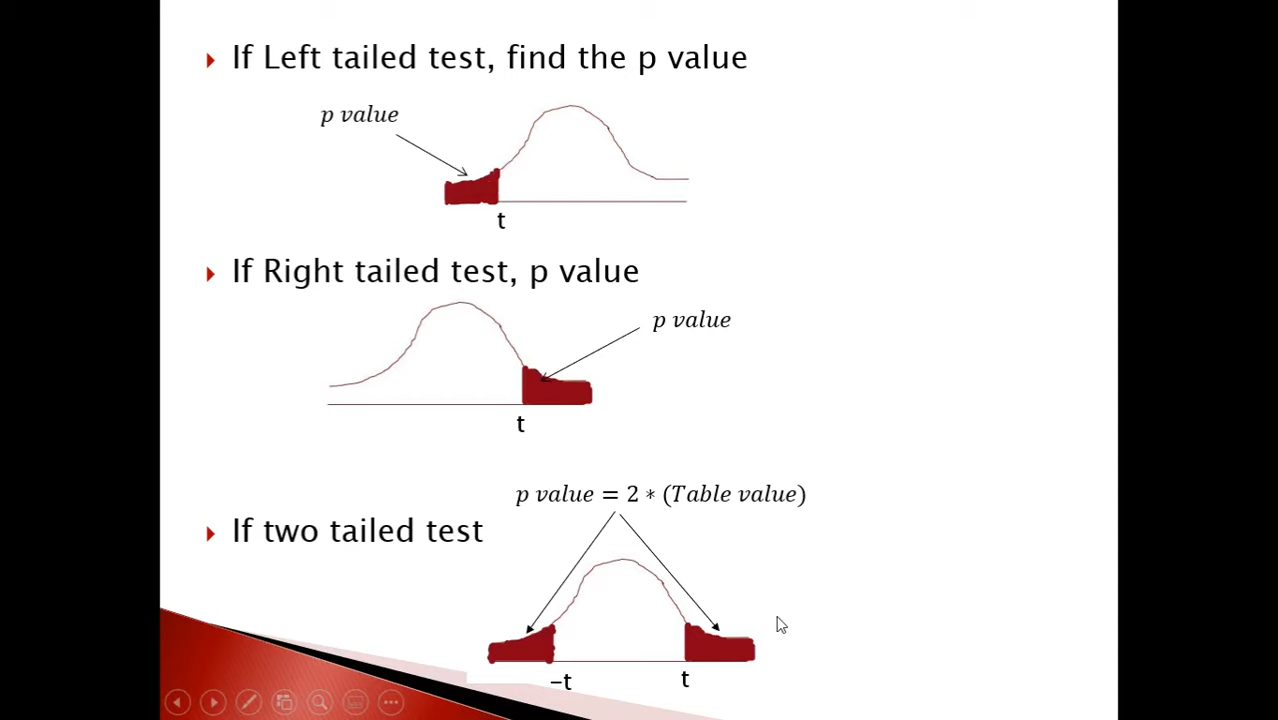 If Left tailed test, find the p value
p value
t
If Right tailed test, p value
p value
t
p value = 2 ∗ (Table value)
If two tailed test
–t
t